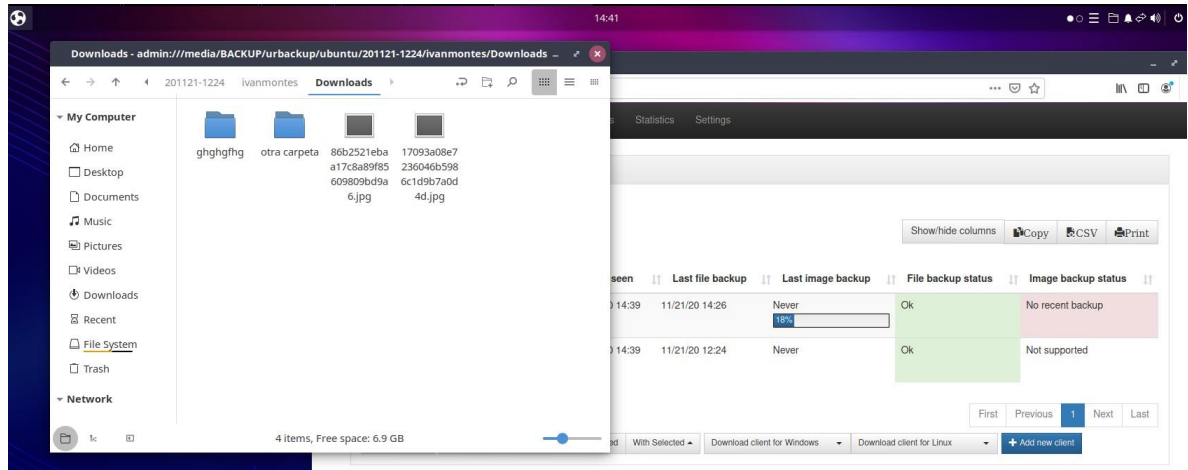 14:41
Downloads - admin:///media/BACKUP/urbackup/ubuntu/201121-1224/ivanmontes/Downloads
201121-1224 ivanmontes Downloads
My Computer
Home
Desktop
Documents
Music
Pictures
Videos
Downloads
Recent
File System
Trash
Network
ghghgfhg
otra carpeta
86b2521eba
a17c8a89f85
609809bd9a
6.jpg
17093a08e7
236046b598
6c1d9b7a0d
4d.jpg
4 items, Free space: 6.9 GB
s Statistics Settings
Show/hide columns Copy CSV Print
seen Last file backup Last image backup File backup status Image backup status
14:39 11/21/20 14:26 Never Ok No recent backup
18%
14:39 11/21/20 12:24 Never Ok Not supported
First Previous 1 Next Last
ed With Selected Download client for Windows Download client for Linux Add new client